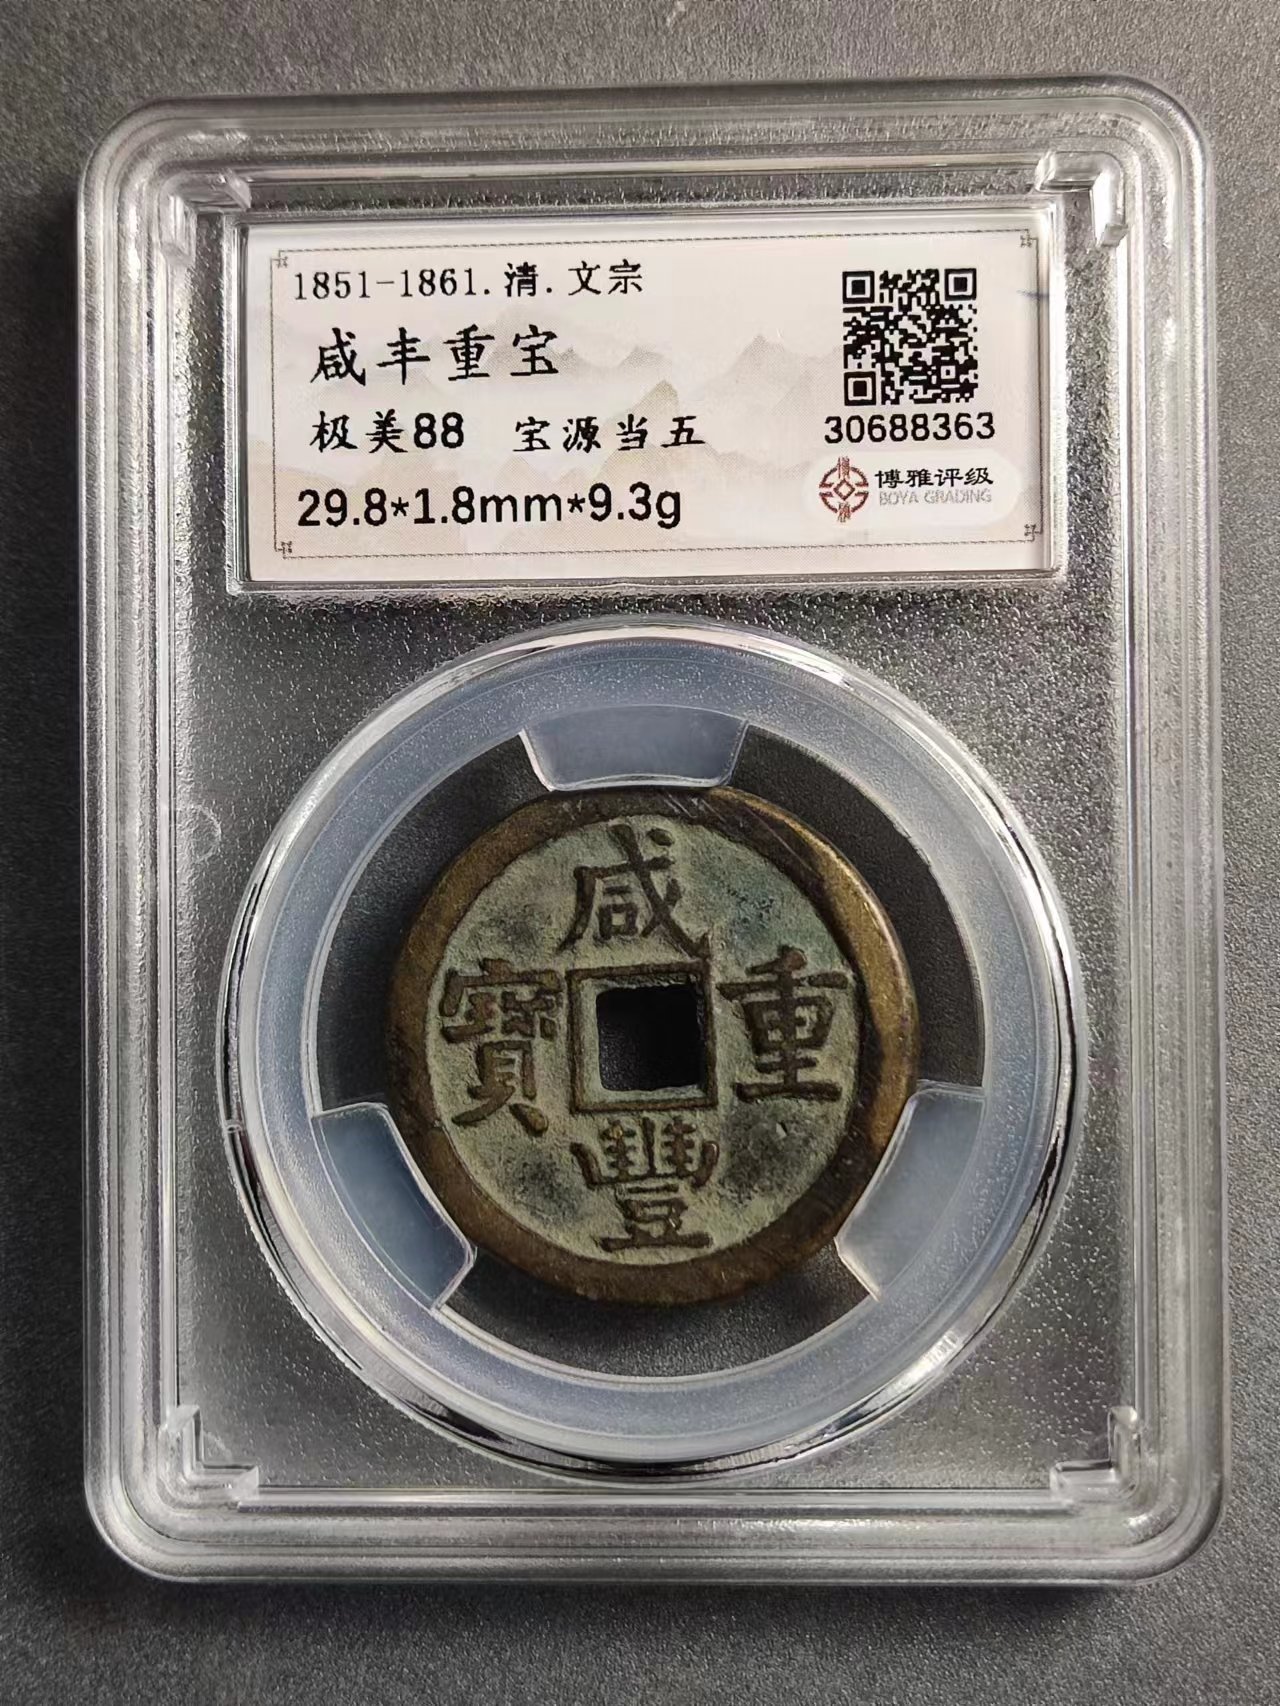 1851-1861.清.文宗
咸丰重宝
极美88 宝源当五
29.8*1.8mm*9.3g
30688363
博雅评级
BOYA GRADING
咸
豐
重
寶